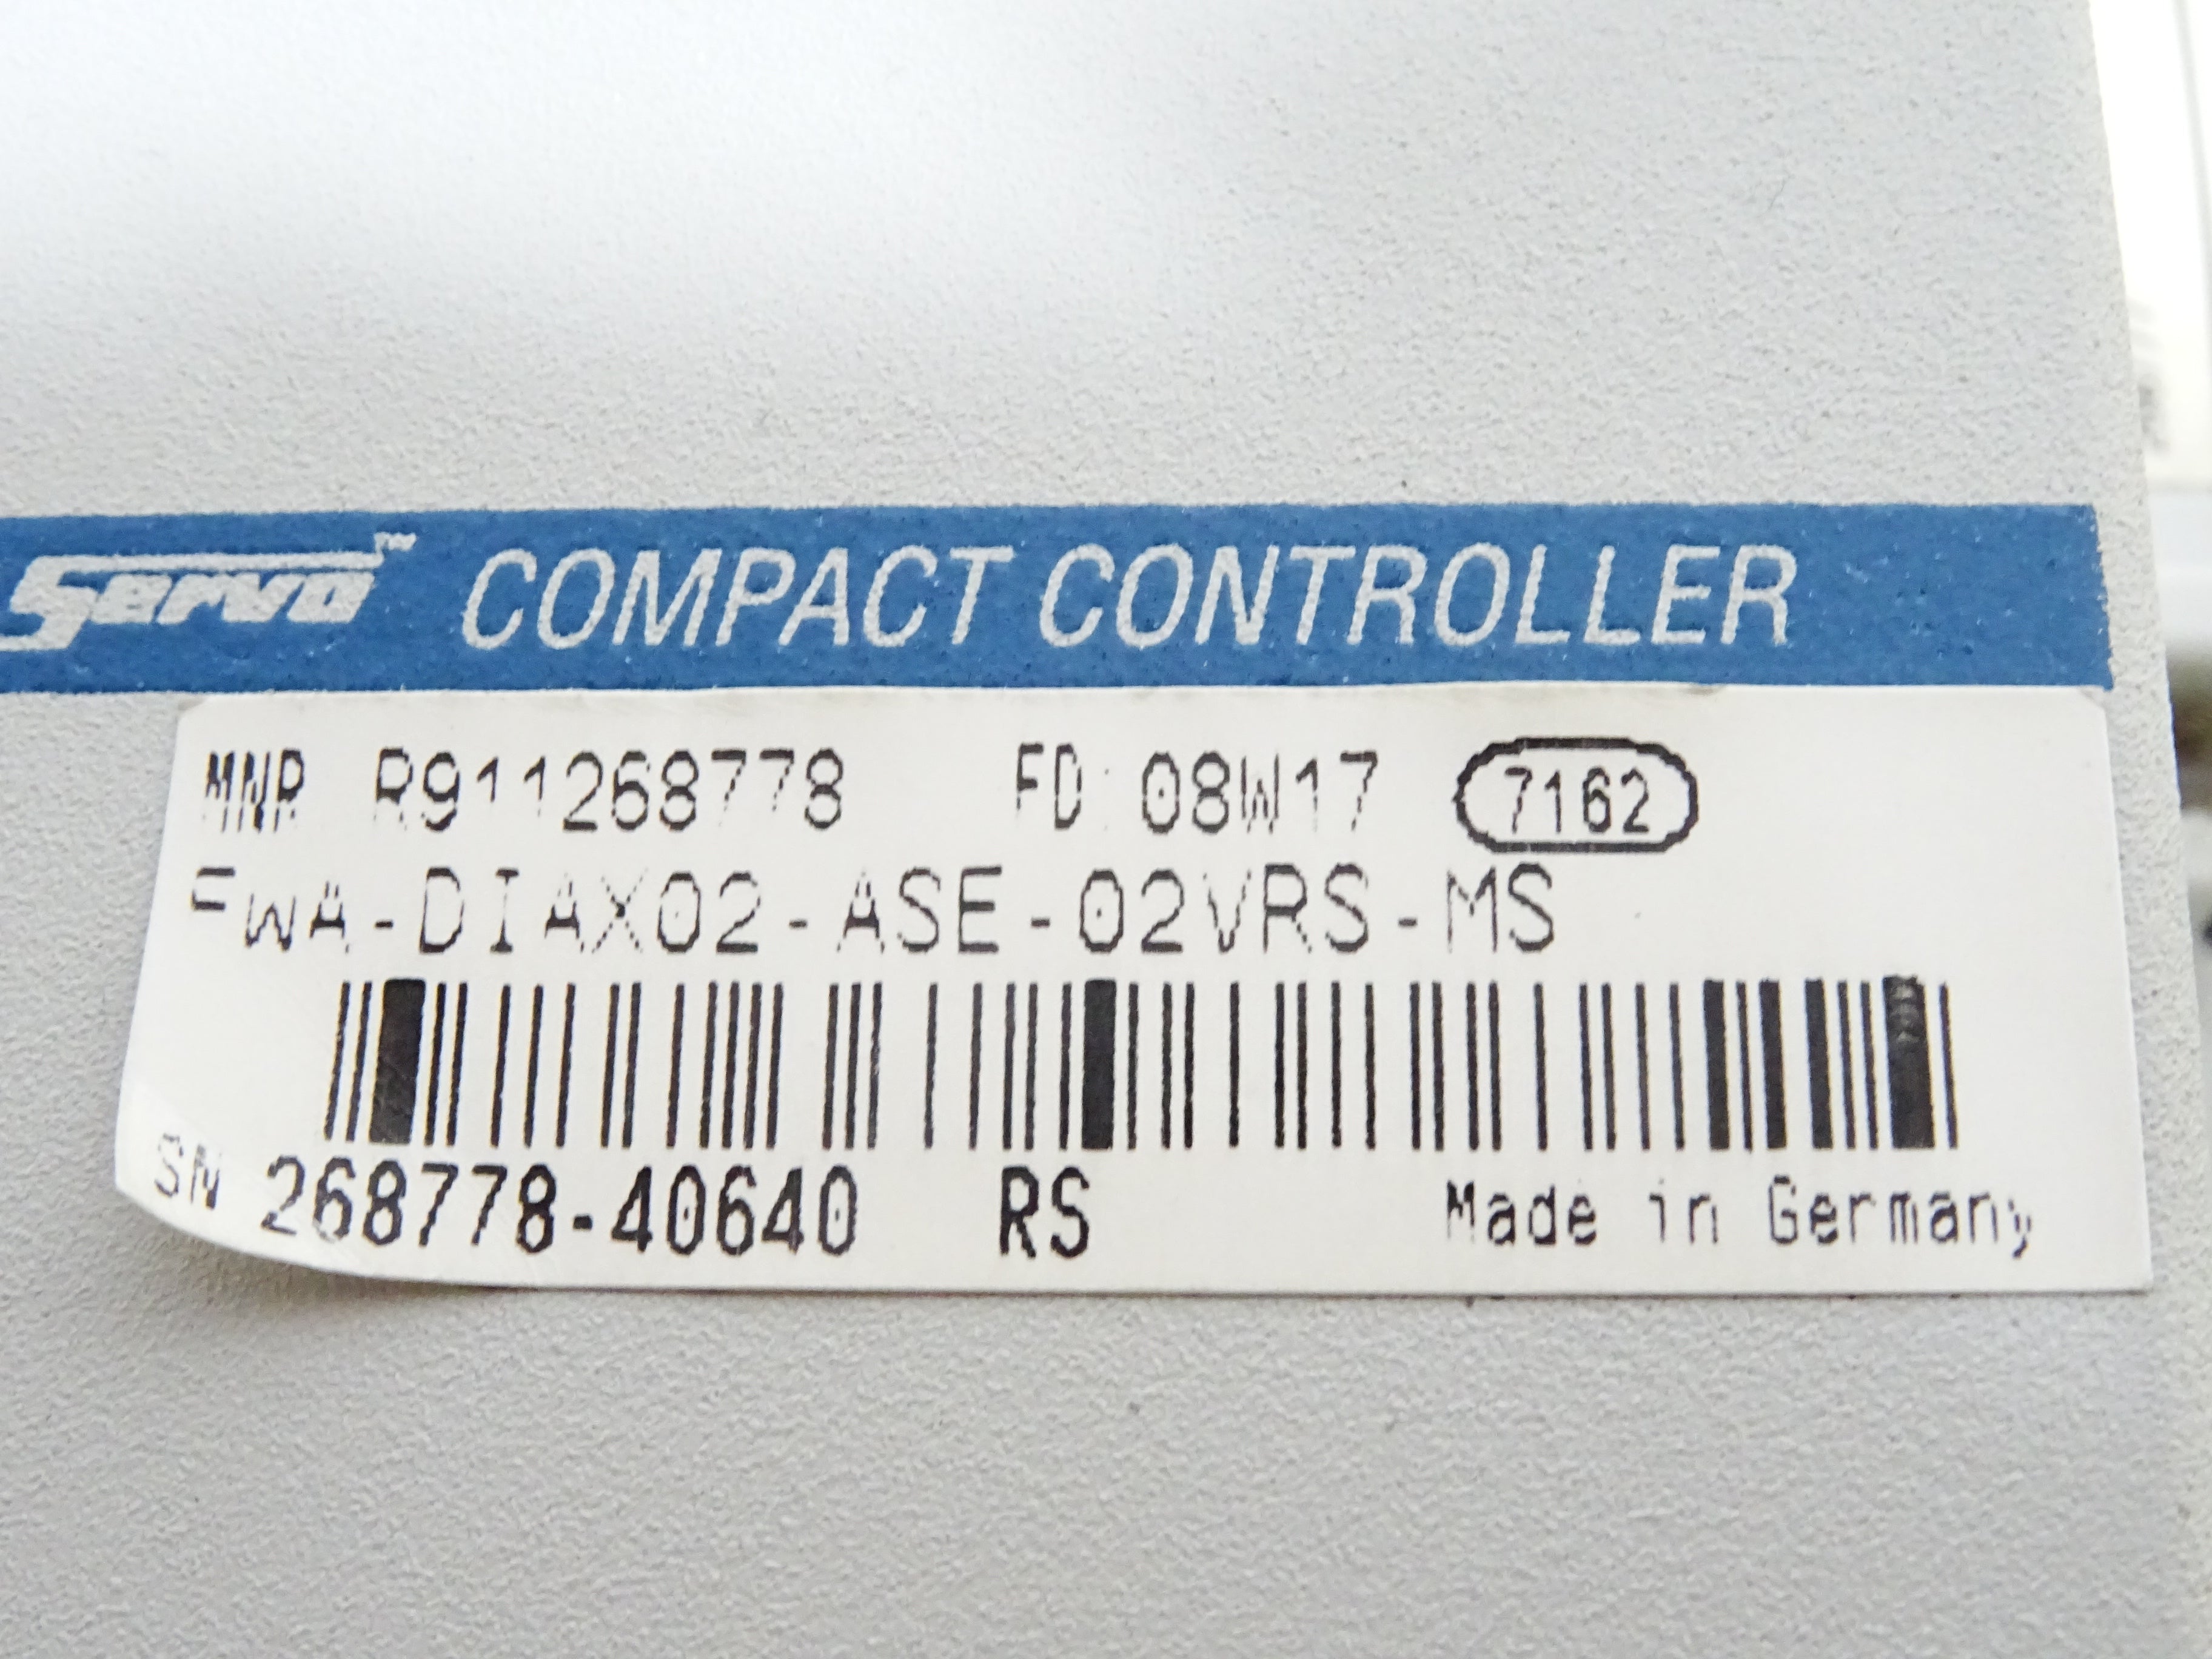 Servo™ COMPACT CONTROLLER
MNR R911268778 FD: 08W17 7162
FWA-DIAX02-ASE-02VRS-MS
SN 268778-40640 RS Made in Germany